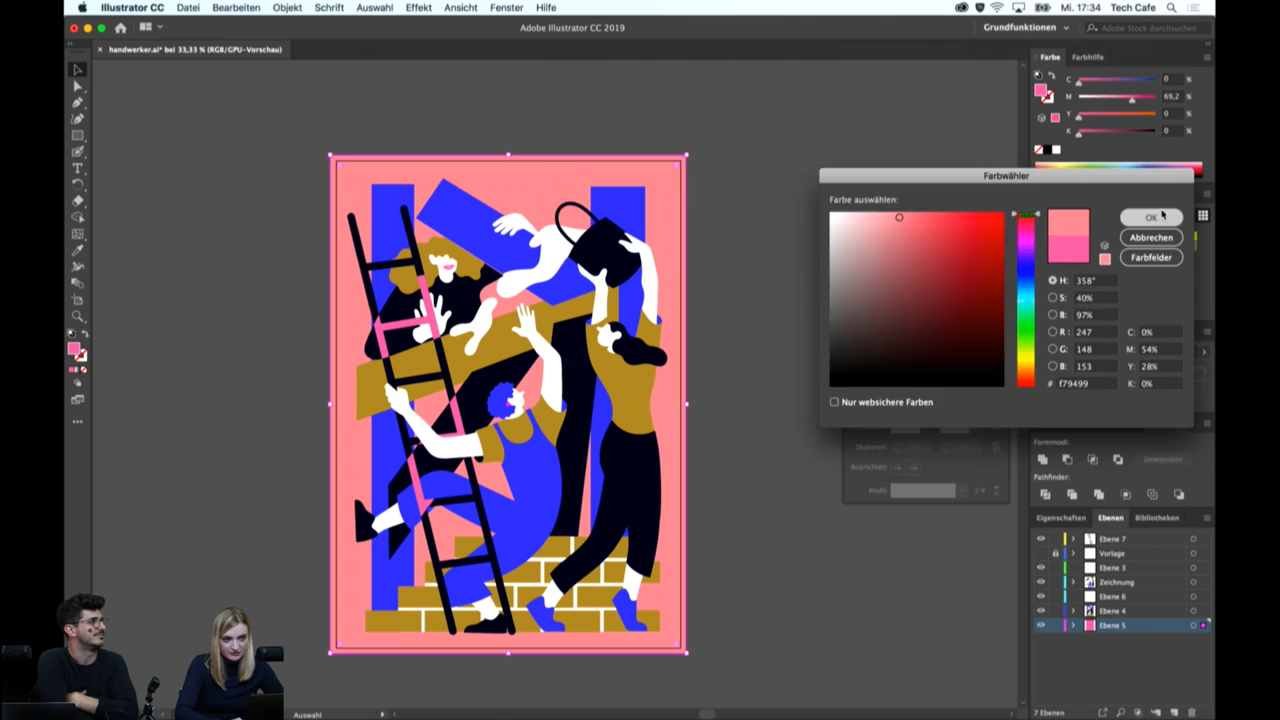 Illustrator CC Datei Bearbeiten Objekt Schrift Auswahl Effekt Ansicht Fenster Hilfe Mi. 17:34 Tech Cafe
Adobe Illustrator CC 2019
Grundfunktionen
Adobe Stock durchsuchen
× handwerker.ai* bei 33,33 % (RGB/GPU-Vorschau)
Farbe Farbhilfe
C 0 %
M 69,2 %
Y 0 %
K 0 %
Farbwähler
Farbe auswählen:
OK
Abbrechen
Farbfelder
H: 358°
S: 40%
B: 97%
R: 247 C: 0%
G: 148 M: 54%
B: 153 Y: 28%
# f79499 K: 0%
Nur websichere Farben
Skalieren:
Ausrichten:
Profil:
Formmodi:
Umwandeln
Pathfinder:
Eigenschaften Ebenen Bibliotheken
Ebene 7
Vorlage
Ebene 3
Zeichnung
Ebene 6
Ebene 4
Ebene 5
7 Ebenen
Auswahl